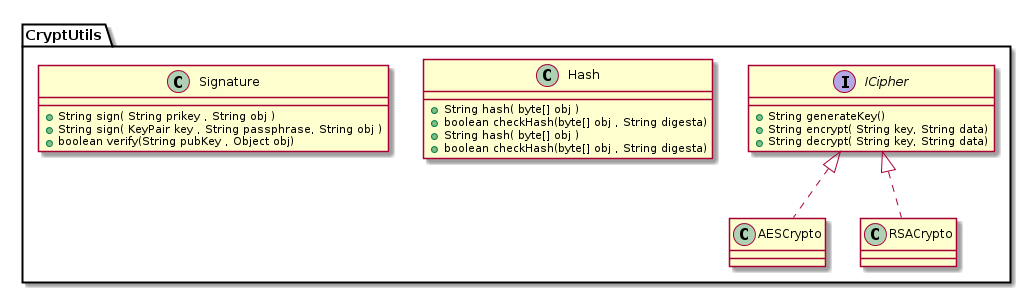 CryptUtils
C Signature
String sign( String prikey , String obj )
String sign( KeyPair key , String passphrase, String obj )
boolean verify(String pubKey , Object obj)
C Hash
String hash( byte[] obj )
boolean checkHash(byte[] obj , String digesta)
String hash( byte[] obj )
boolean checkHash(byte[] obj , String digesta)
I ICipher
String generateKey()
String encrypt( String key, String data)
String decrypt( String key, String data)
C AESCrypto
C RSACrypto